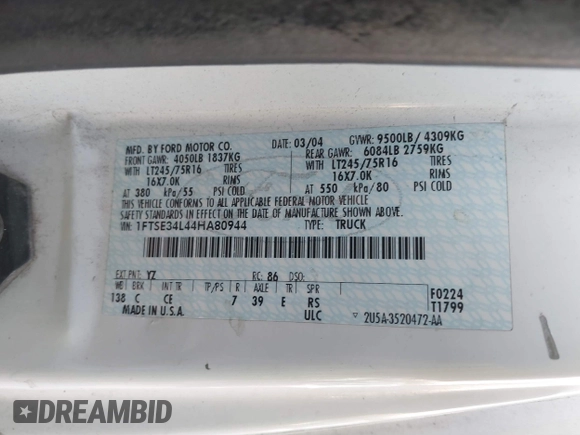 MFD. BY FORD MOTOR CO.
DATE: 03/04
GVWR: 9500LB/ 4309KG
FRONT GAWR: 4050LB 1837KG
REAR GAWR: 6084LB 2759KG
WITH
LT245/75R16 TIRES
16X7.0K RIMS
AT 380 kPa/55 PSI COLD
WITH
LT245/75R16 TIRES
16X7.0K RIMS
AT 550 kPa/80 PSI COLD
THIS VEHICLE CONFORMS TO ALL APPLICABLE FEDERAL MOTOR VEHICLE
SAFETY STANDARDS IN EFFECT ON THE DATE OF MANUFACTURE SHOWN ABOVE.
VEH. IDENT. NO.: 1FTSE34L44HA80944
TYPE: TRUCK
EXT PNT: YZ RC: 86 DSO:
WB BRK INT TR TP/PS R AXLE TR SPR
138 C CE 7 39 E RS
MADE IN U.S.A. ULC
F0224
T1799
2U5A-3520472-AA
DREAMBID